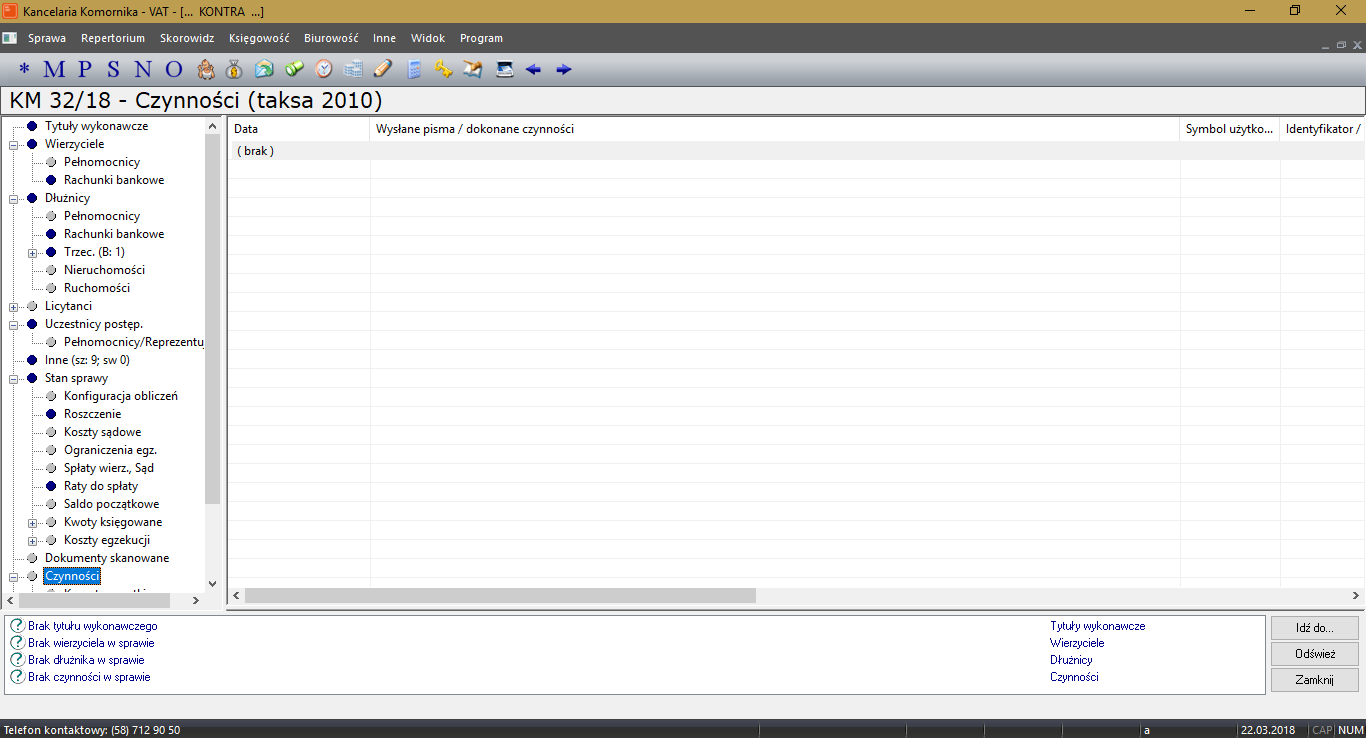 Kancelaria Komornika - VAT - [... KONTRA ...]
Sprawa Repertorium Skorowidz Księgowość Biurowość Inne Widok Program
* M P S N O
KM 32/18 - Czynności (taksa 2010)
Tytuły wykonawcze
Wierzyciele
Pełnomocnicy
Rachunki bankowe
Dłużnicy
Pełnomocnicy
Rachunki bankowe
Trzec. (B: 1)
Nieruchomości
Ruchomości
Licytanci
Uczestnicy postęp.
Pełnomocnicy/Reprezentu
Inne (sz: 9; sw 0)
Stan sprawy
Konfiguracja obliczeń
Roszczenie
Koszty sądowe
Ograniczenia egz.
Spłaty wierz., Sąd
Raty do spłaty
Saldo początkowe
Kwoty księgowane
Koszty egzekucji
Dokumenty skanowane
Czynności
Data Wysłane pisma / dokonane czynności Symbol użytko... Identyfikator /
( brak )
Brak tytułu wykonawczego Tytuły wykonawcze
Brak wierzyciela w sprawie Wierzyciele
Brak dłużnika w sprawie Dłużnicy
Brak czynności w sprawie Czynności
Idź do...
Odśwież
Zamknij
Telefon kontaktowy: (58) 712 90 50 a 22.03.2018 CAP NUM